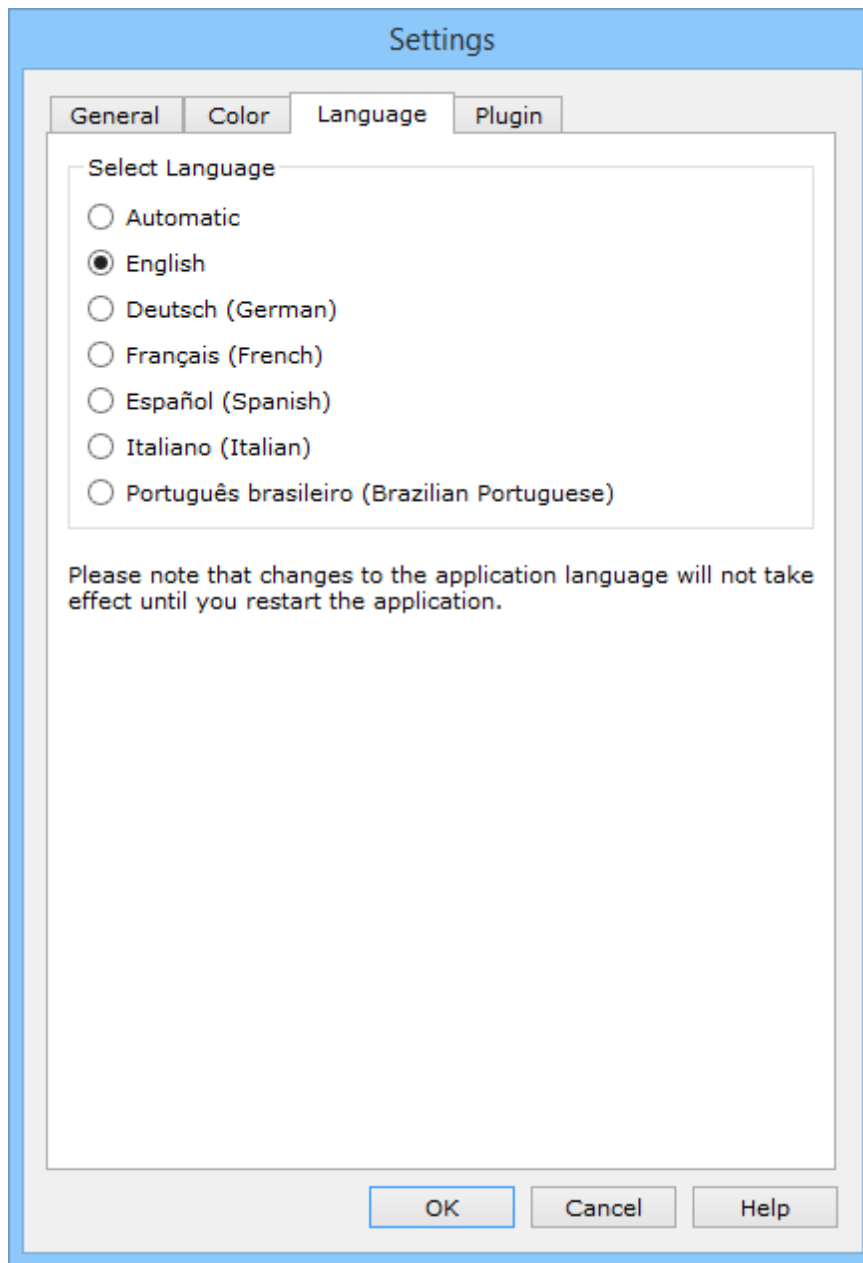 Settings
General Color Language Plugin
Select Language
Automatic
English
Deutsch (German)
Français (French)
Español (Spanish)
Italiano (Italian)
Português brasileiro (Brazilian Portuguese)
Please note that changes to the application language will not take
effect until you restart the application.
OK Cancel Help